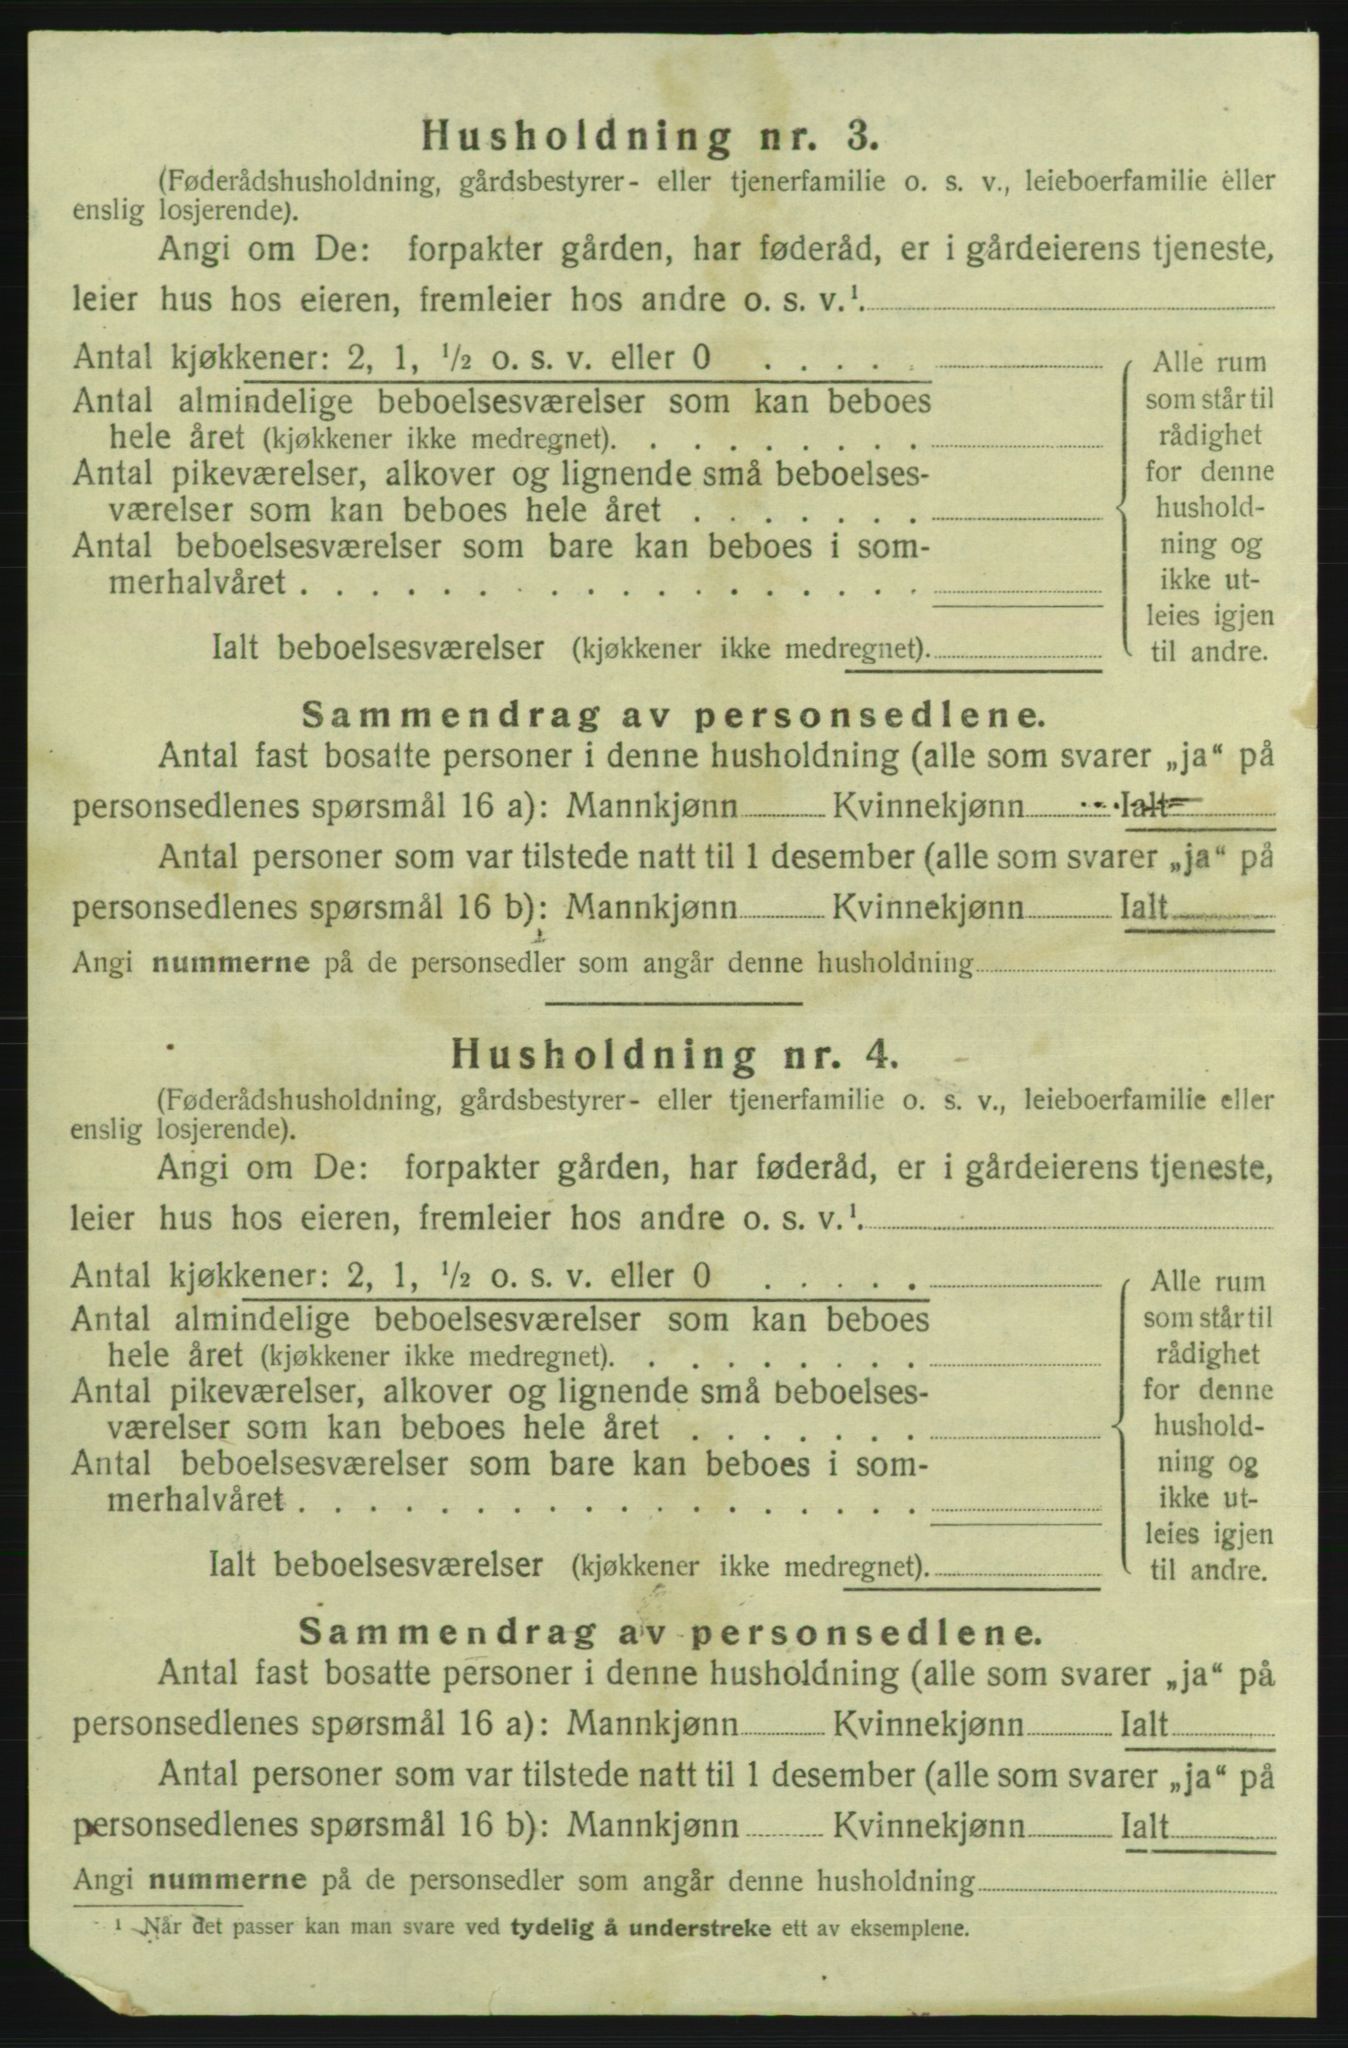 Husholdning nr. 3.
(Føderådshusholdning, gårdsbestyrer- eller tjenerfamilie o. s. v., leieboerfamilie eller
enslig losjerende).
Angi om De: forpakter gården, har føderåd, er i gårdeierens tjeneste,
leier hus hos eieren, fremleier hos andre o. s. v.¹.
Antal kjøkkener: 2, 1, ½ o. s. v. eller 0 . . . . .
Antal almindelige beboelsesværelser som kan beboes
hele året (kjøkkener ikke medregnet). . . . . . . . .
Antal pikeværelser, alkover og lignende små beboelses-
værelser som kan beboes hele året . . . . . . .
Antal beboelsesværelser som bare kan beboes i som-
merhalvåret . . . . . . . . . . . . . . . . . .
Ialt beboelsesværelser (kjøkkener ikke medregnet).
Alle rum
som står til
rådighet
for denne
hushold-
ning og
ikke ut-
leies igjen
til andre.
Sammendrag av personsedlene.
Antal fast bosatte personer i denne husholdning (alle som svarer „ja“ på
personsedlenes spørsmål 16 a): Mannkjønn Kvinnekjønn Ialt
Antal personer som var tilstede natt til 1 desember (alle som svarer „ja“ på
personsedlenes spørsmål 16 b): Mannkjønn Kvinnekjønn Ialt
Angi nummerne på de personsedler som angår denne husholdning
Husholdning nr. 4.
(Føderådshusholdning, gårdsbestyrer- eller tjenerfamilie o. s. v., leieboerfamilie eller
enslig losjerende).
Angi om De: forpakter gården, har føderåd, er i gårdeierens tjeneste,
leier hus hos eieren, fremleier hos andre o. s. v.¹.
Antal kjøkkener: 2, 1, ½ o. s. v. eller 0 . . . . .
Antal almindelige beboelsesværelser som kan beboes
hele året (kjøkkener ikke medregnet). . . . . . . . .
Antal pikeværelser, alkover og lignende små beboelses-
værelser som kan beboes hele året . . . . . . .
Antal beboelsesværelser som bare kan beboes i som-
merhalvåret . . . . . . . . . . . . . . . . . .
Ialt beboelsesværelser (kjøkkener ikke medregnet).
Alle rum
som står til
rådighet
for denne
hushold-
ning og
ikke ut-
leies igjen
til andre.
Sammendrag av personsedlene.
Antal fast bosatte personer i denne husholdning (alle som svarer „ja“ på
personsedlenes spørsmål 16 a): Mannkjønn Kvinnekjønn Ialt
Antal personer som var tilstede natt til 1 desember (alle som svarer „ja“ på
personsedlenes spørsmål 16 b): Mannkjønn Kvinnekjønn Ialt
Angi nummerne på de personsedler som angår denne husholdning
¹ Når det passer kan man svare ved tydelig å understreke ett av eksemplene.